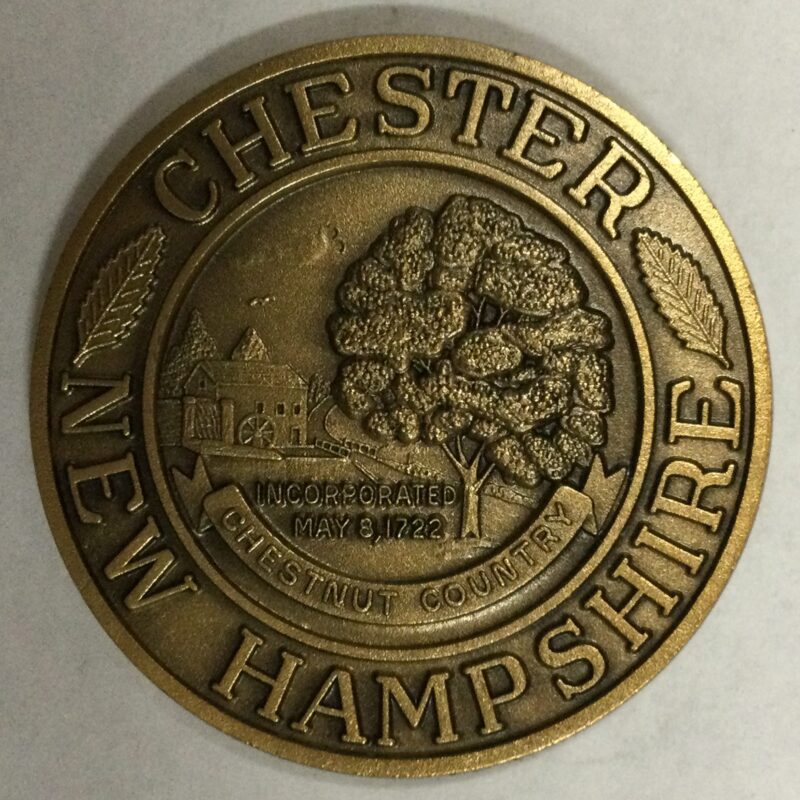 CHESTER
NEW HAMPSHIRE
INCORPORATED
MAY 8, 1722
CHESTNUT COUNTRY